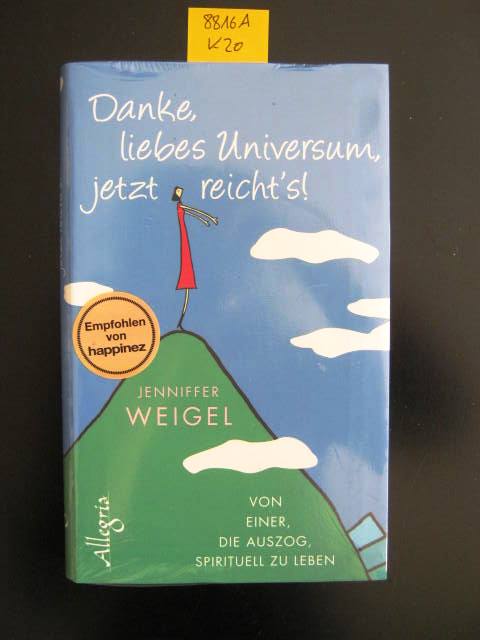 8816A
K20
Danke,
liebes Universum,
jetzt reicht's!
Empfohlen
von
happinez
JENNIFFER
WEIGEL
VON
EINER,
DIE AUSZOG,
SPIRITUELL ZU LEBEN
Allegria